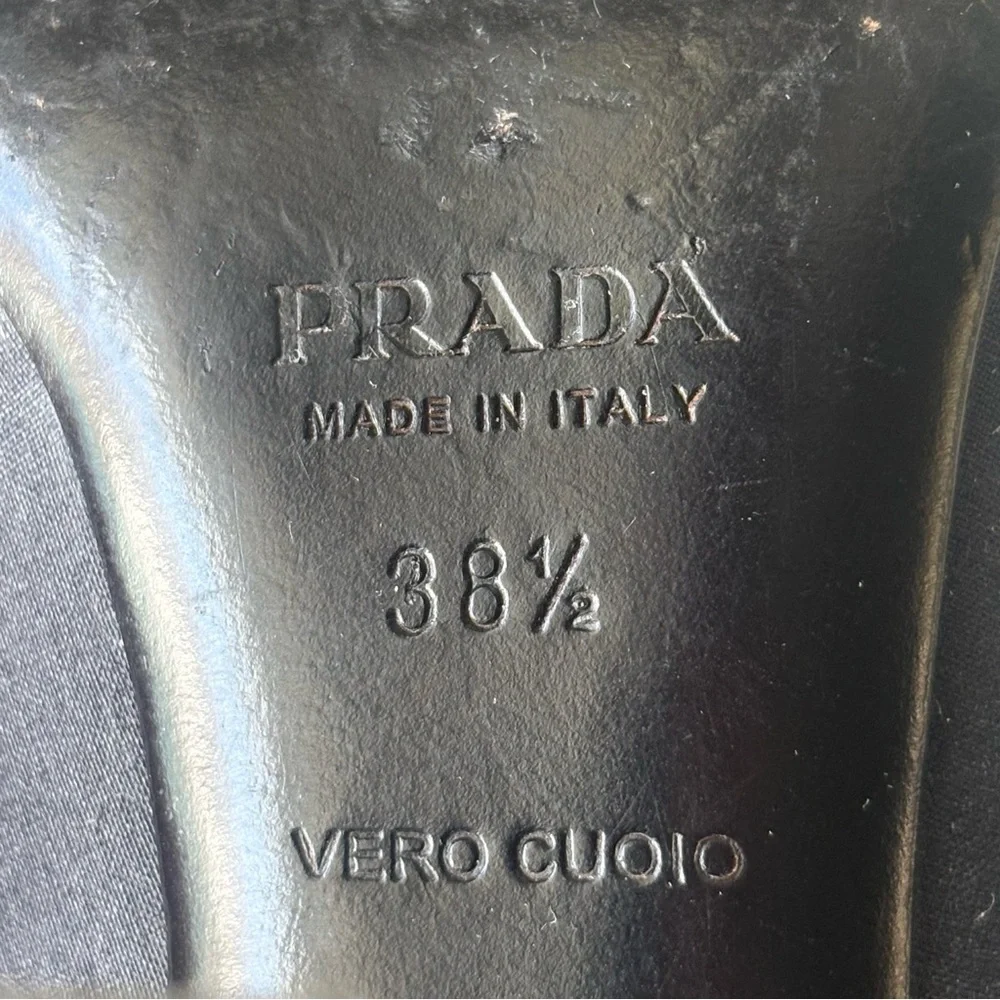 PRADA
MADE IN ITALY
38½
VERO CUOIO